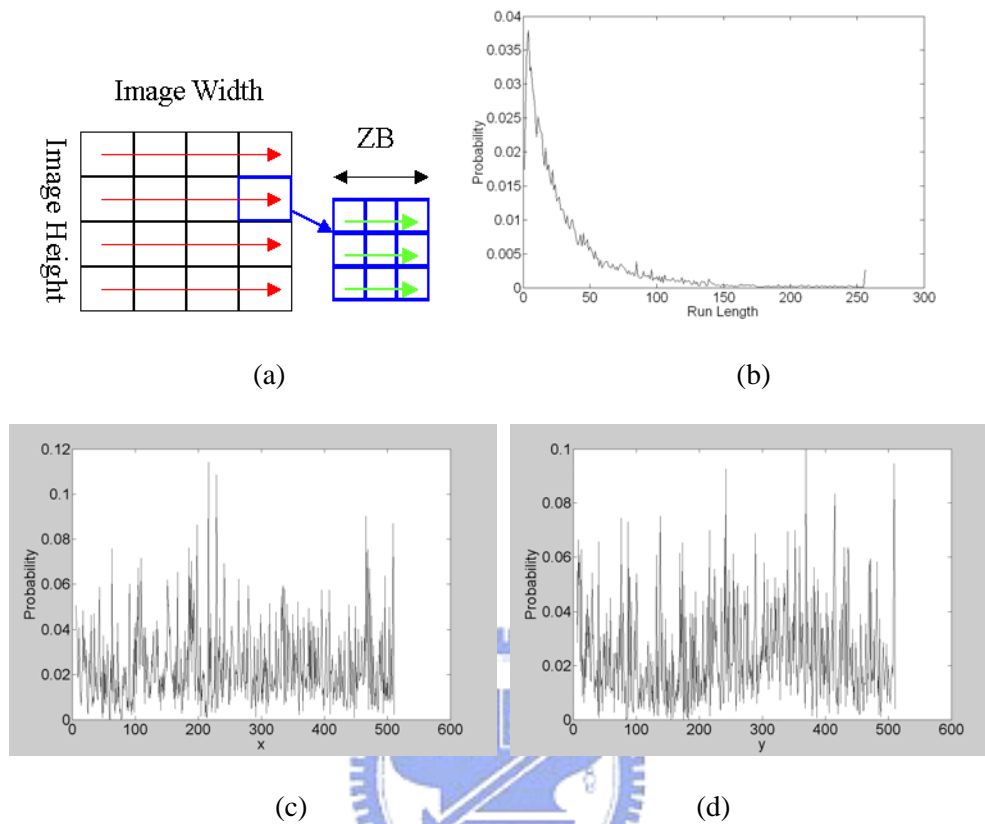 Image Width
Image Height
ZB
(a)
0.04
0.035
0.03
0.025
0.02
0.015
0.01
0.005
0
Probability
0 50 100 150 200 250 300
Run Length
(b)
0.12
0.1
0.08
0.06
0.04
0.02
0
Probability
0 100 200 300 400 500 600
x
(c)
0.1
0.08
0.06
0.04
0.02
0
Probability
0 100 200 300 400 500 600
y
(d)